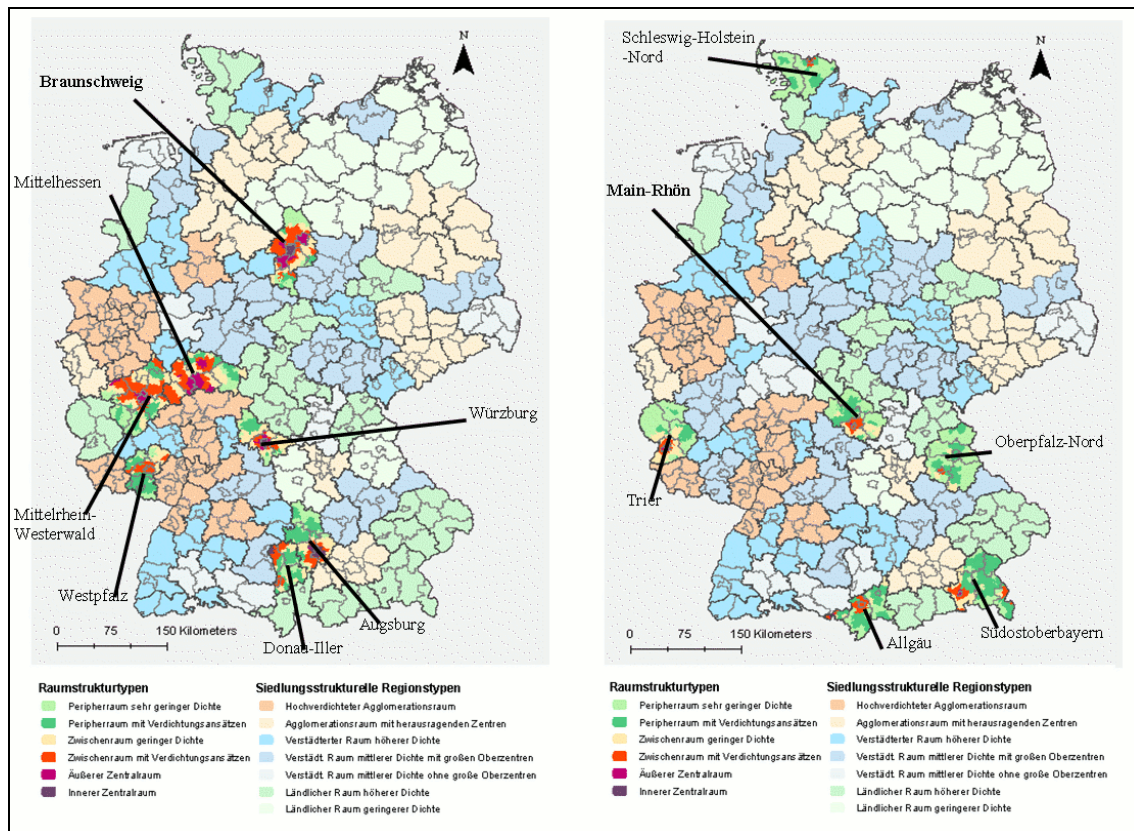 N
Braunschweig
Mittelhessen
Würzburg
Mittelrhein-
Westerwald
Westpfalz
Augsburg
Donau-Iller
0 75 150 Kilometers
Raumstrukturtypen
Peripherraum sehr geringer Dichte
Peripherraum mit Verdichtungsansätzen
Zwischenraum geringer Dichte
Zwischenraum mit Verdichtungsansätzen
Äußerer Zentralraum
Innerer Zentralraum
Siedlungsstrukturelle Regionstypen
Hochverdichteter Agglomerationsraum
Agglomerationsraum mit herausragenden Zentren
Verstädterter Raum höherer Dichte
Verstädt. Raum mittlerer Dichte mit großen Oberzentren
Verstädt. Raum mittlerer Dichte ohne große Oberzentren
Ländlicher Raum höherer Dichte
Ländlicher Raum geringerer Dichte
Schleswig-Holstein
-Nord
N
Main-Rhön
Oberpfalz-Nord
Trier
Südostoberbayern
Allgäu
0 75 150 Kilometers
Raumstrukturtypen
Peripherraum sehr geringer Dichte
Peripherraum mit Verdichtungsansätzen
Zwischenraum geringer Dichte
Zwischenraum mit Verdichtungsansätzen
Äußerer Zentralraum
Innerer Zentralraum
Siedlungsstrukturelle Regionstypen
Hochverdichteter Agglomerationsraum
Agglomerationsraum mit herausragenden Zentren
Verstädterter Raum höherer Dichte
Verstädt. Raum mittlerer Dichte mit großen Oberzentren
Verstädt. Raum mittlerer Dichte ohne große Oberzentren
Ländlicher Raum höherer Dichte
Ländlicher Raum geringerer Dichte